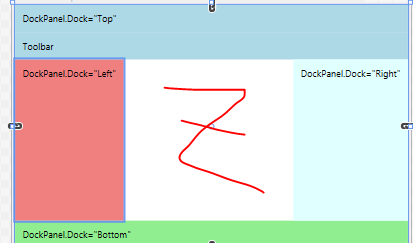 DockPanel.Dock="Top"
Toolbar
DockPanel.Dock="Left"
DockPanel.Dock="Right"
DockPanel.Dock="Bottom"